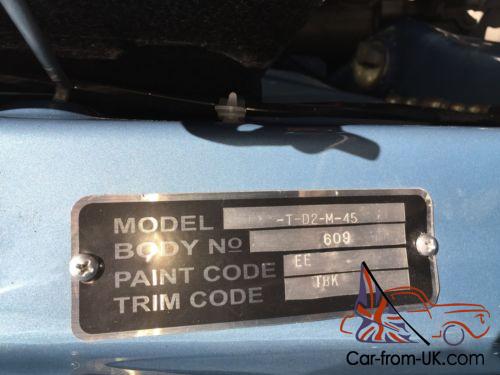 MODEL -T-D2-M-45
BODY No 609
PAINT CODE EE
TRIM CODE TBK
Car-from-UK.com